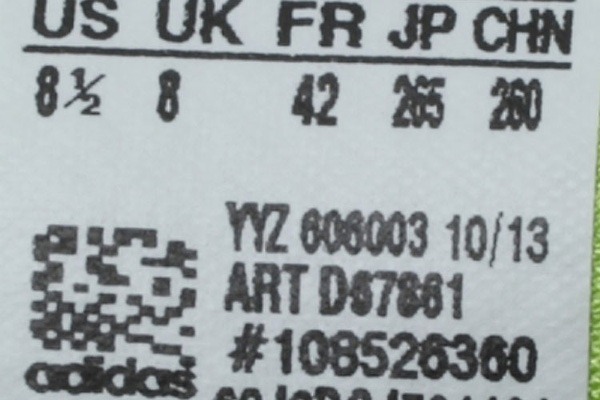 US UK FR JP CHN
8½ 8 42 265 260
YYZ 606003 10/13
ART D67861
#108526360
adidas